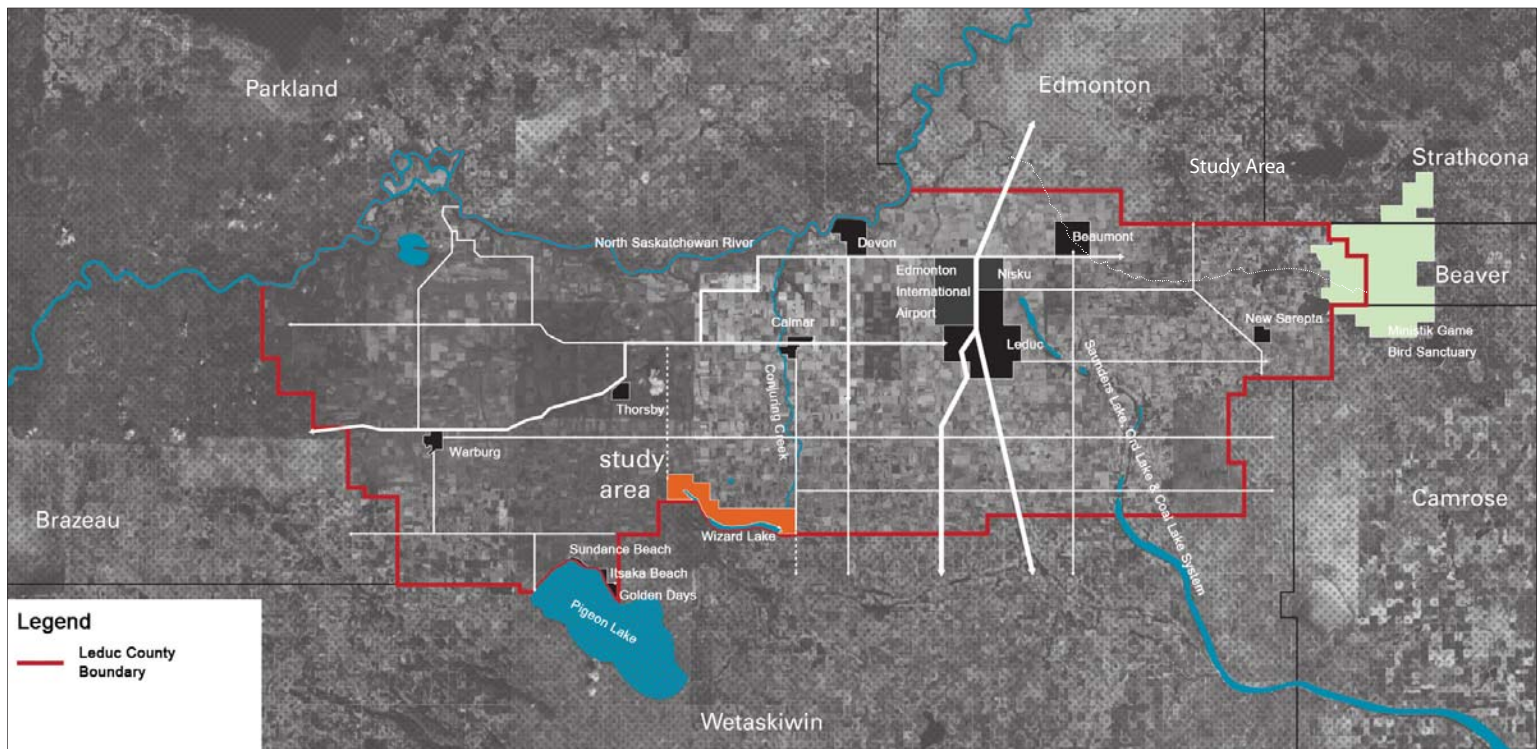 Parkland
Edmonton
Study Area
Strathcona
North Saskatchewan River
Devon
Beaumont
Edmonton
International
Airport
Nisku
Beaver
Calmar
New Sarepta
Ministik Game
Bird Sanctuary
Leduc
Conjuring Creek
Saunders Lake, Ord Lake & Coal Lake System
Thorsby
Warburg
study
area
Camrose
Brazeau
Wizard Lake
Sundance Beach
Itsaka Beach
Golden Days
Pigeon Lake
Legend
Leduc County
Boundary
Wetaskiwin